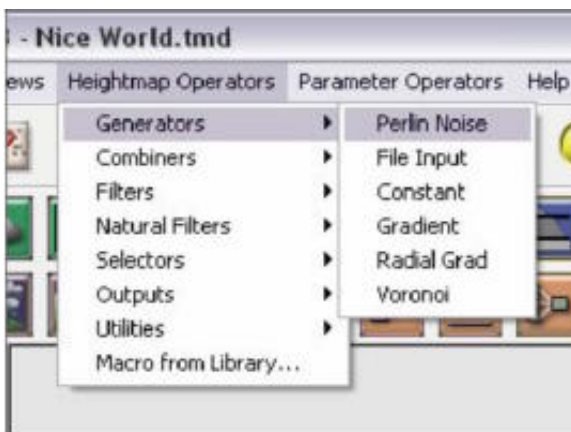 - Nice World.tmd
ews Heightmap Operators Parameter Operators Help
Generators
Combiners
Filters
Natural Filters
Selectors
Outputs
Utilities
Macro from Library...
Perlin Noise
File Input
Constant
Gradient
Radial Grad
Voronoi